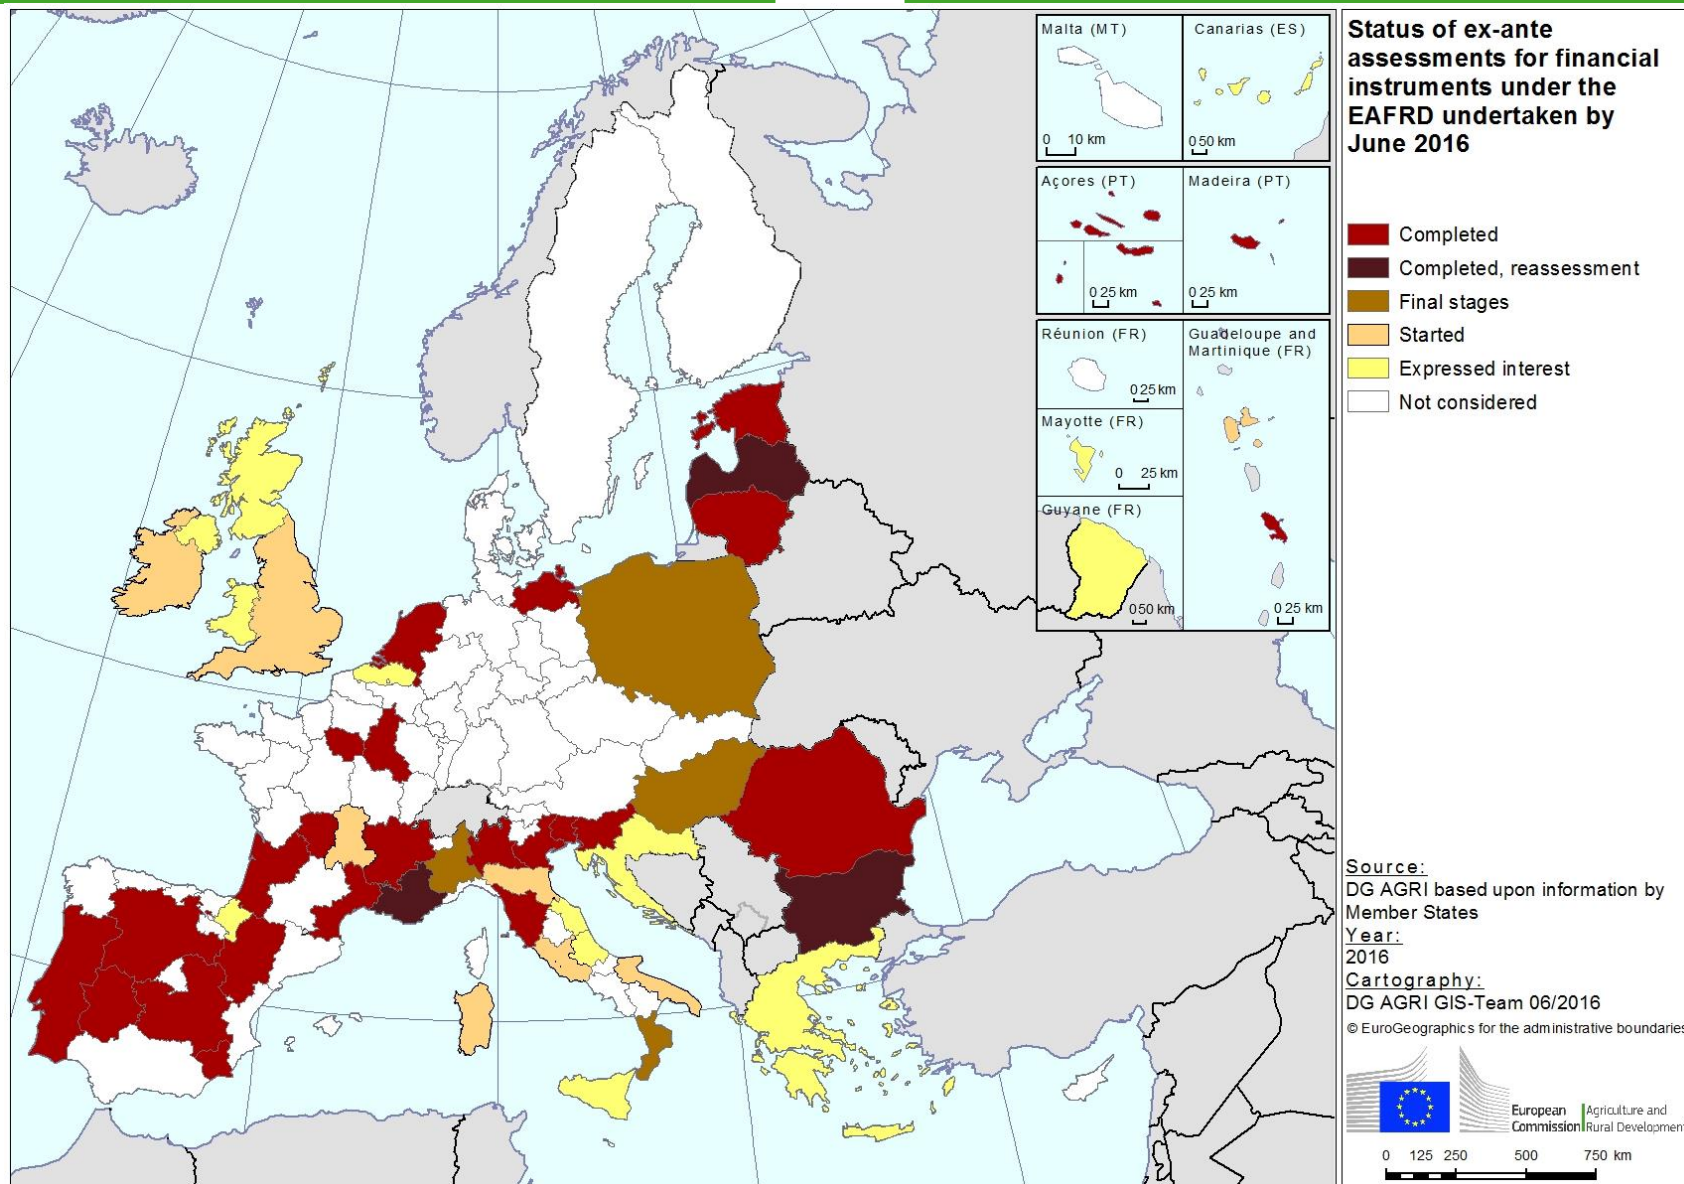 Status of ex-ante
assessments for financial
instruments under the
EAFRD undertaken by
June 2016
Completed
Completed, reassessment
Final stages
Started
Expressed interest
Not considered
Malta (MT)
0 10 km
Canarias (ES)
0 50 km
Açores (PT)
0 25 km
Madeira (PT)
0 25 km
Réunion (FR)
0 25 km
Guadeloupe and
Martinique (FR)
0 25 km
Mayotte (FR)
0 25 km
Guyane (FR)
0 50 km
Source:
DG AGRI based upon information by
Member States
Year:
2016
Cartography:
DG AGRI GIS-Team 06/2016
© EuroGeographics for the administrative boundaries
European
Commission
Agriculture and
Rural Development
0 125 250 500 750 km